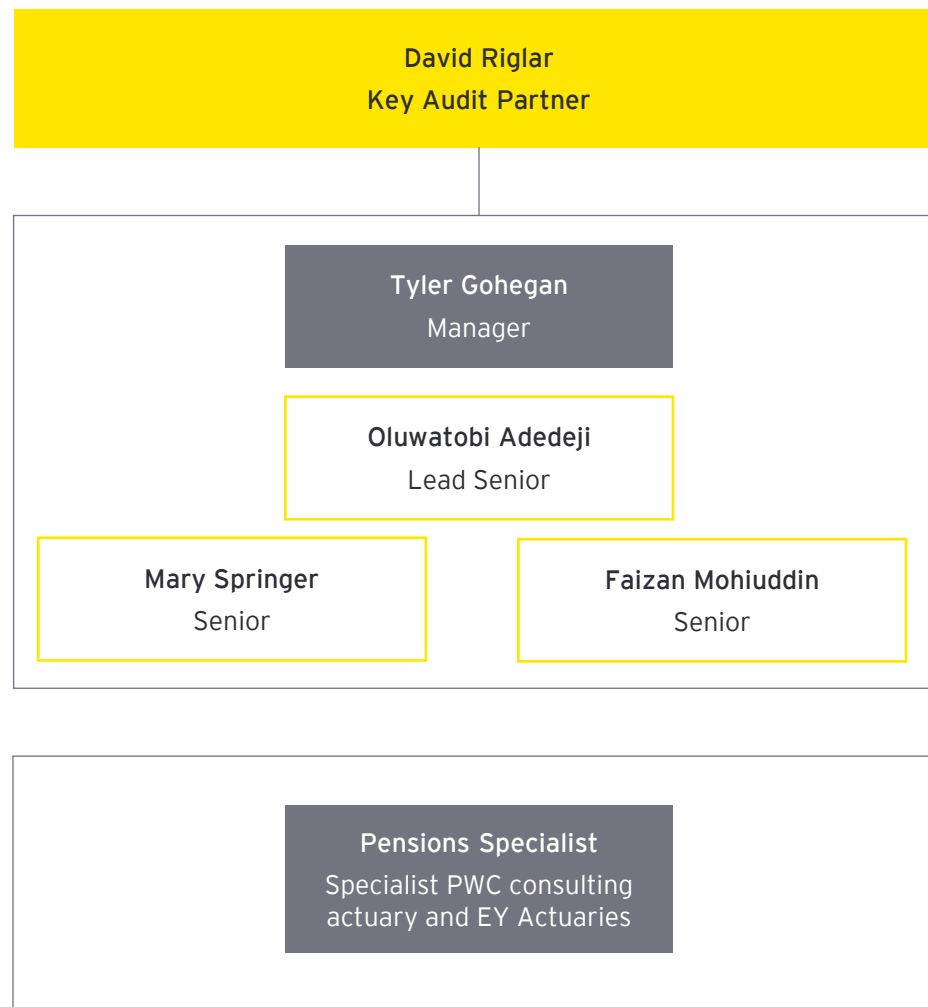 David Riglar
Key Audit Partner
Tyler Gohegan
Manager
Oluwatobi Adedeji
Lead Senior
Mary Springer
Senior
Faizan Mohiuddin
Senior
Pensions Specialist
Specialist PWC consulting
actuary and EY Actuaries